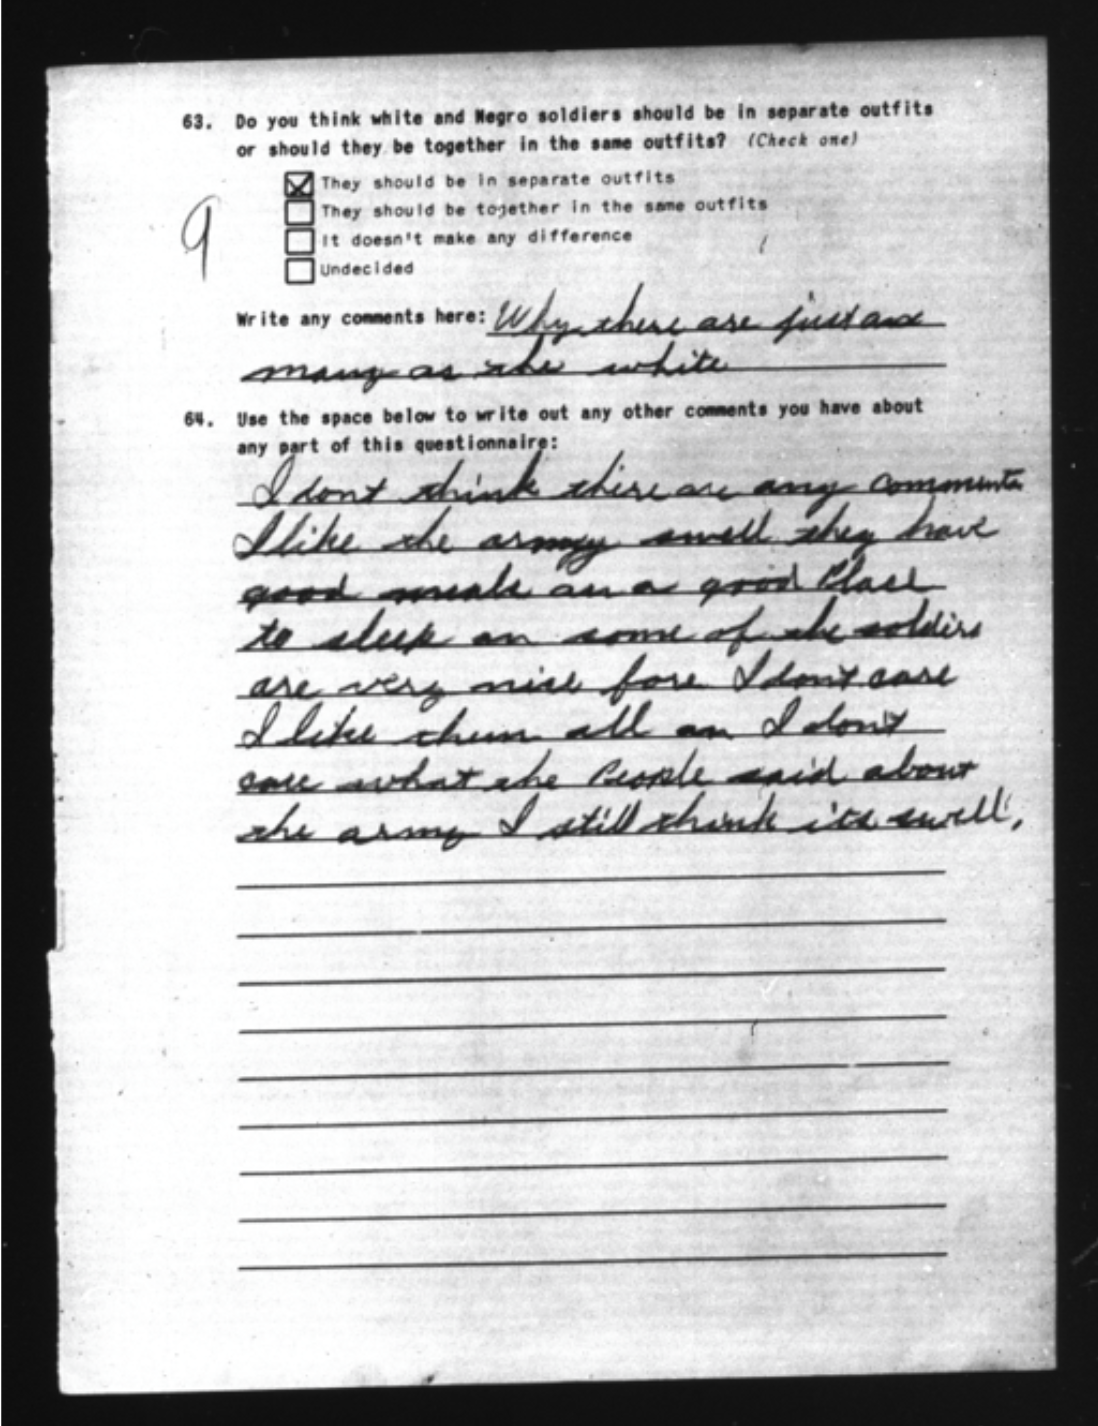 63. Do you think white and Negro soldiers should be in separate outfits
or should they be together in the same outfits? (Check one)
They should be in separate outfits
They should be together in the same outfits
It doesn't make any difference
Undecided
9
Write any comments here: Why there are just as
many as the white
64. Use the space below to write out any other comments you have about
any part of this questionnaire:
I dont think there are any comments
I like the army swell they have
good meals an a good Place
to sleep an some of the soldiers
are very nice fore I dont care
I like them all an I dont
care what the People said about
the army I still think its swell.